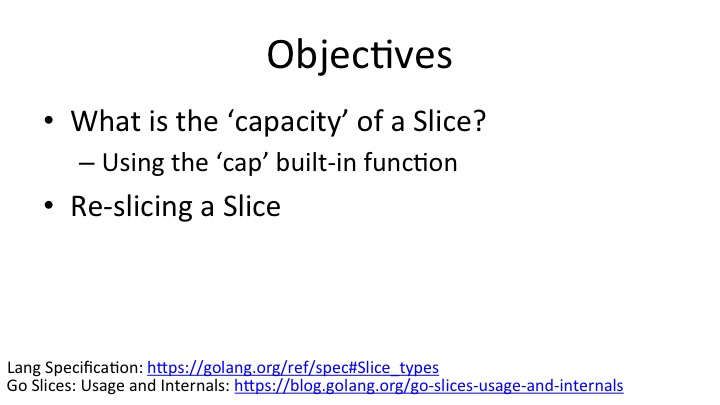 Objectives
• What is the ‘capacity’ of a Slice?
– Using the ‘cap’ built-in function
• Re-slicing a Slice
Lang Specification: https://golang.org/ref/spec#Slice_types
Go Slices: Usage and Internals: https://blog.golang.org/go-slices-usage-and-internals